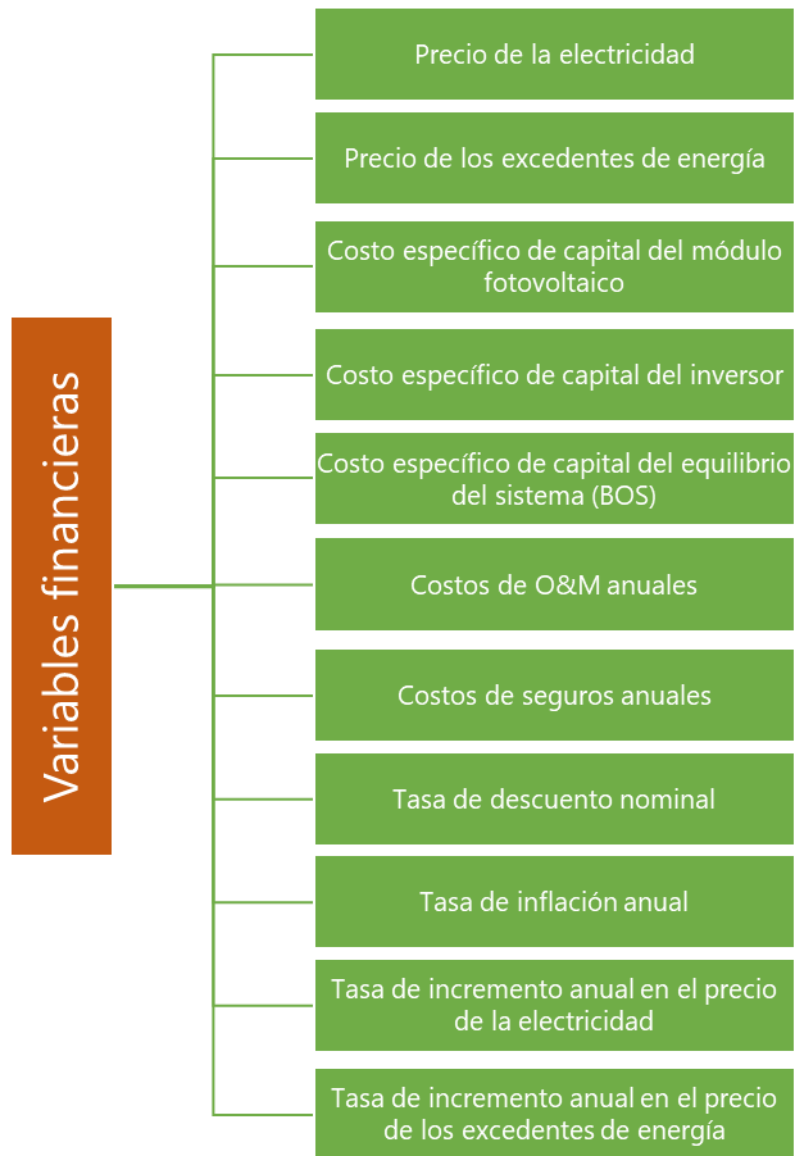 Variables financieras
Precio de la electricidad
Precio de los excedentes de energía
Costo específico de capital del módulo
fotovoltaico
Costo específico de capital del inversor
Costo específico de capital del equilibrio
del sistema (BOS)
Costos de O&M anuales
Costos de seguros anuales
Tasa de descuento nominal
Tasa de inflación anual
Tasa de incremento anual en el precio
de la electricidad
Tasa de incremento anual en el precio
de los excedentes de energía